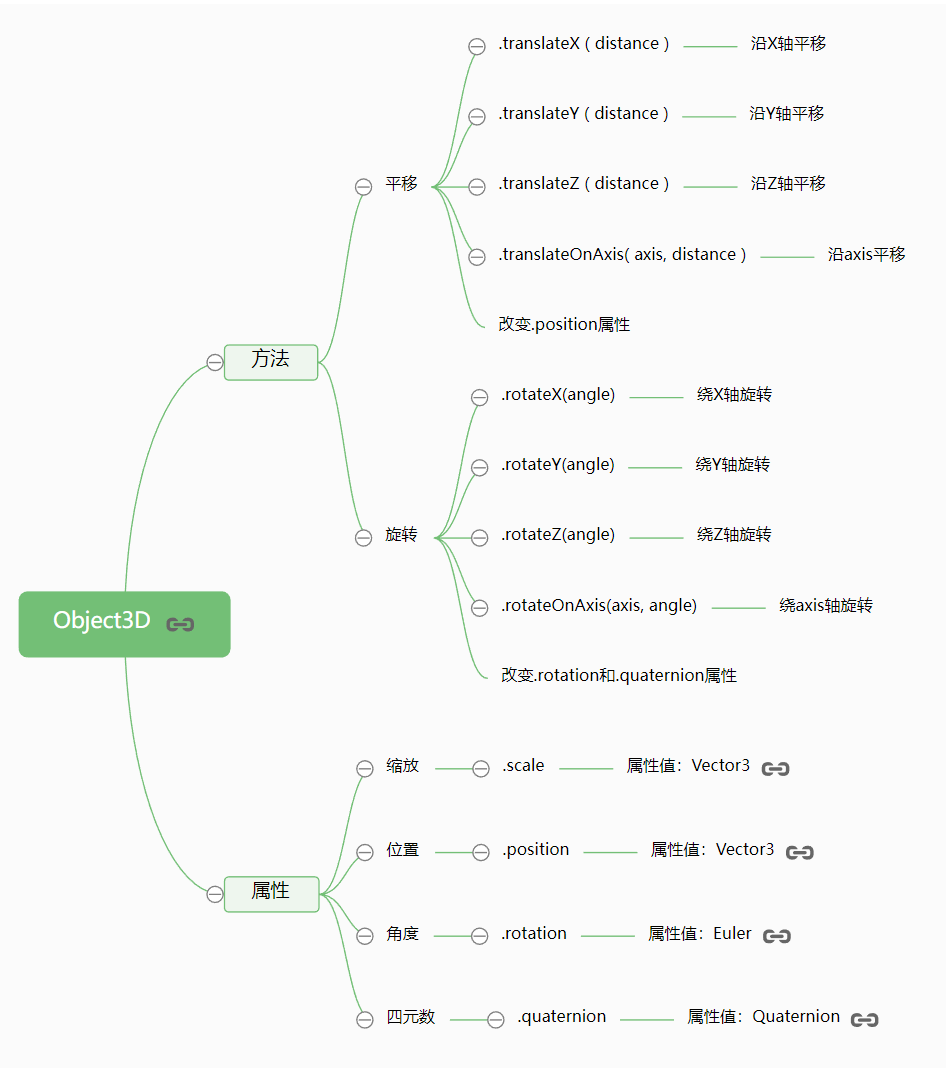 .translateX ( distance ) 沿X轴平移
.translateY ( distance ) 沿Y轴平移
平移 .translateZ ( distance ) 沿Z轴平移
.translateOnAxis( axis, distance ) 沿axis平移
改变.position属性
方法
.rotateX(angle) 绕X轴旋转
.rotateY(angle) 绕Y轴旋转
旋转 .rotateZ(angle) 绕Z轴旋转
.rotateOnAxis(axis, angle) 绕axis轴旋转
Object3D
改变.rotation和.quaternion属性
缩放 .scale 属性值：Vector3
位置 .position 属性值：Vector3
属性
角度 .rotation 属性值：Euler
四元数 .quaternion 属性值：Quaternion